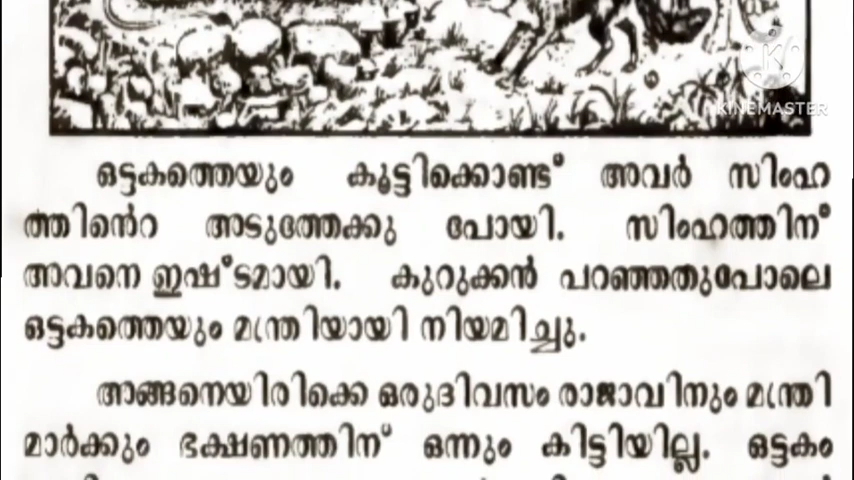 KINEMASTER
ഒട്ടകത്തെയും കൂട്ടിക്കൊണ്ട് അവർ സിംഹ
ത്തിൻെറ അടുത്തേക്കു പോയി. സിംഹത്തിന്
അവനെ ഇഷ്ടമായി. കുറുക്കൻ പറഞ്ഞതുപോലെ
ഒട്ടകത്തെയും മന്ത്രിയായി നിയമിച്ചു.
അങ്ങനെയിരിക്കെ ഒരുദിവസം രാജാവിനും മന്ത്രി
മാർക്കും ഭക്ഷണത്തിന് ഒന്നും കിട്ടിയില്ല. ഒട്ടകം